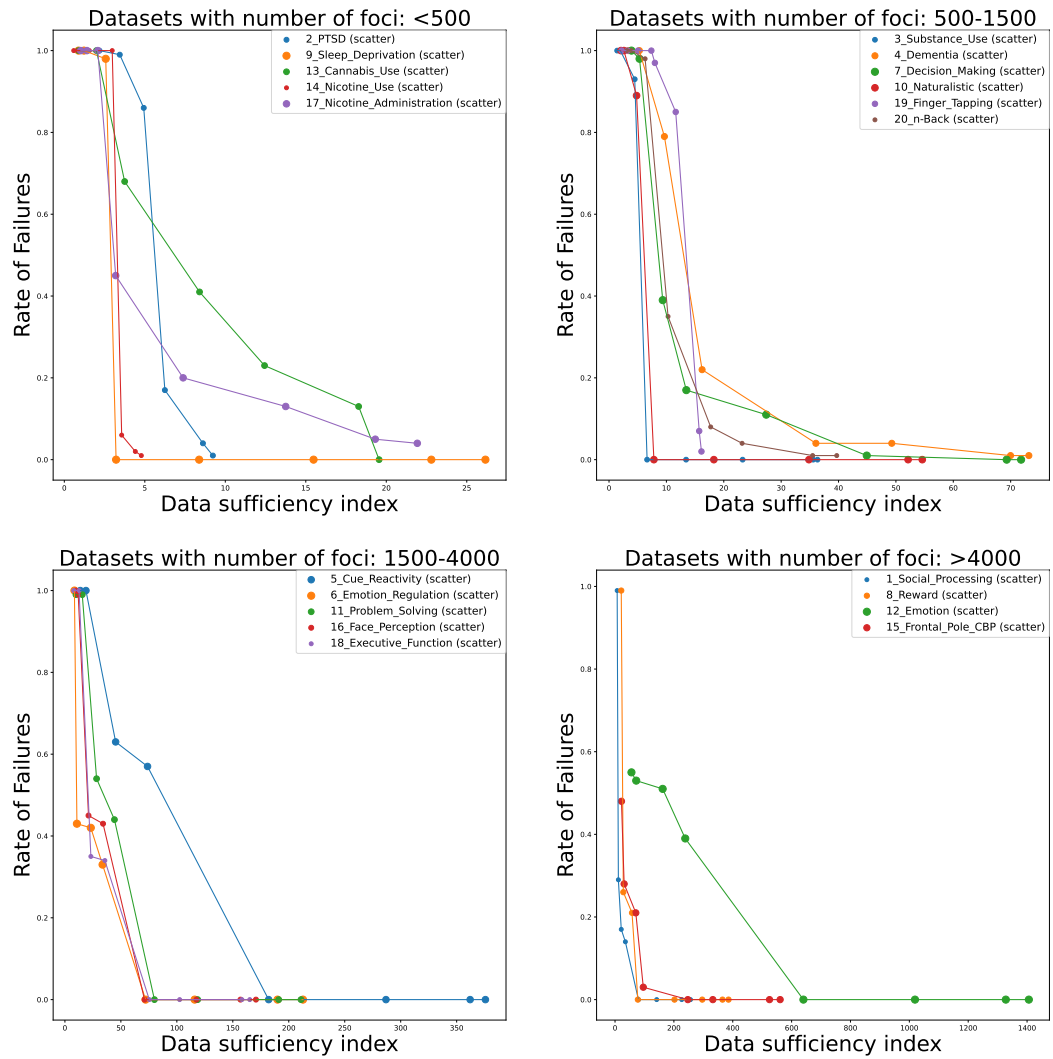 Datasets with number of foci: <500
2_PTSD (scatter)
9_Sleep_Deprivation (scatter)
13_Cannabis_Use (scatter)
14_Nicotine_Use (scatter)
17_Nicotine_Administration (scatter)
Rate of Failures
1.0
0.8
0.6
0.4
0.2
0.0
0 5 10 15 20 25
Data sufficiency index
Datasets with number of foci: 500-1500
3_Substance_Use (scatter)
4_Dementia (scatter)
7_Decision_Making (scatter)
10_Naturalistic (scatter)
19_Finger_Tapping (scatter)
20_n-Back (scatter)
Rate of Failures
1.0
0.8
0.6
0.4
0.2
0.0
0 10 20 30 40 50 60 70
Data sufficiency index
Datasets with number of foci: 1500-4000
5_Cue_Reactivity (scatter)
6_Emotion_Regulation (scatter)
11_Problem_Solving (scatter)
16_Face_Perception (scatter)
18_Executive_Function (scatter)
Rate of Failures
1.0
0.8
0.6
0.4
0.2
0.0
0 50 100 150 200 250 300 350
Data sufficiency index
Datasets with number of foci: >4000
1_Social_Processing (scatter)
8_Reward (scatter)
12_Emotion (scatter)
15_Frontal_Pole_CBP (scatter)
Rate of Failures
1.0
0.8
0.6
0.4
0.2
0.0
0 200 400 600 800 1000 1200 1400
Data sufficiency index